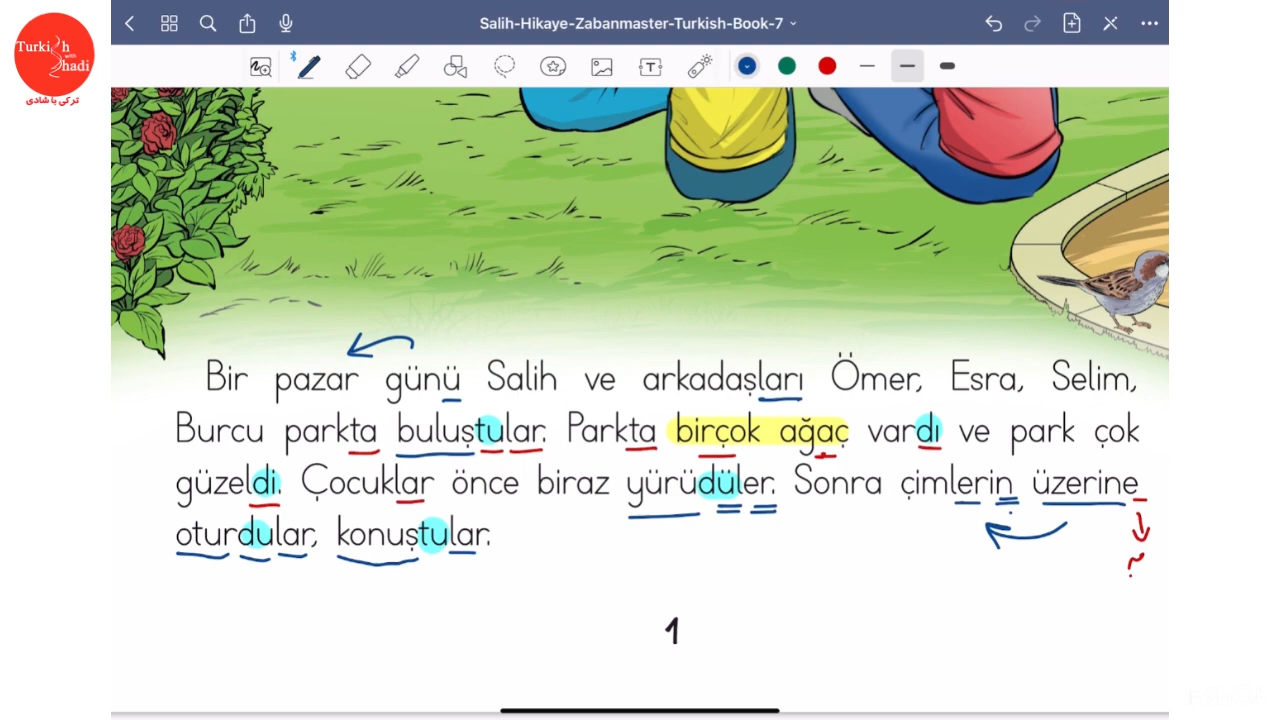 Turkish
with
Shadi
ترکی با شادی
Salih-Hikaye-Zabanmaster-Turkish-Book-7
T
Bir pazar günü Salih ve arkadaşları Ömer, Esra, Selim,
Burcu parkta buluştular. Parkta birçok ağaç vardı ve park çok
güzeldi. Çocuklar önce biraz yürüdüler. Sonra çimlerin üzerine
oturdular, konuştular.
1